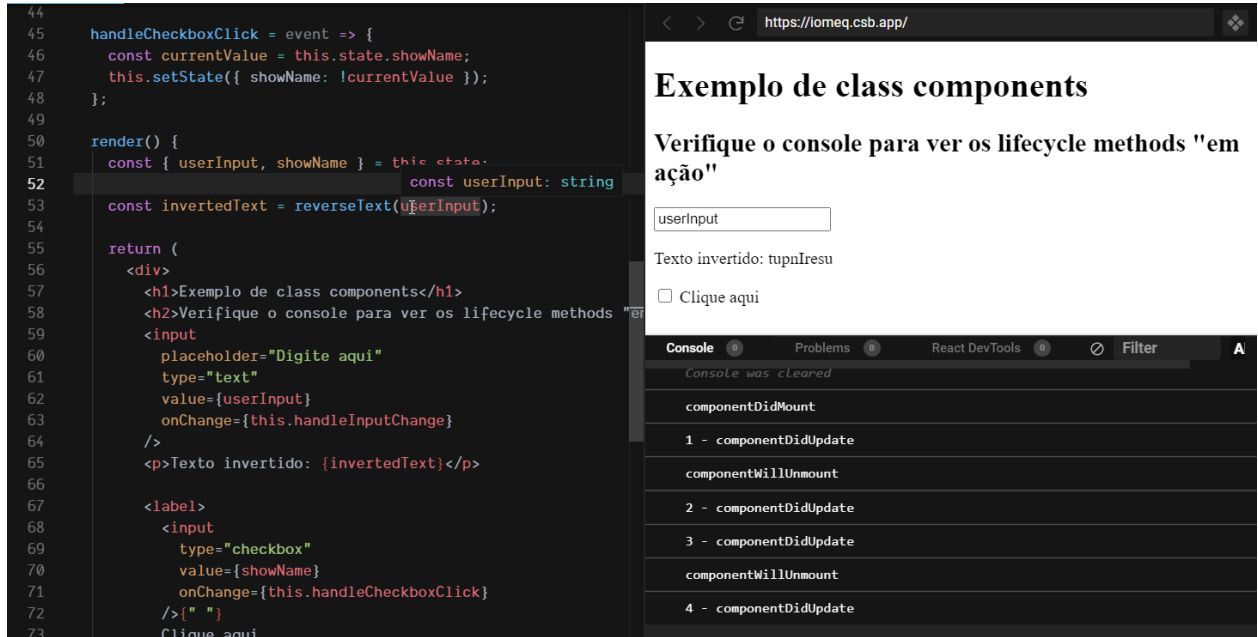 44
45 handleCheckboxClick = event => {
46 const currentValue = this.state.showName;
47 this.setState({ showName: !currentValue });
48 };
49
50 render() {
51 const { userInput, showName } = this.state;
52 const userInput: string
53 const invertedText = reverseText(userInput);
54
55 return (
56 <div>
57 <h1>Exemplo de class components</h1>
58 <h2>Verifique o console para ver os lifecycle methods "em
59 <input
60 placeholder="Digite aqui"
61 type="text"
62 value={userInput}
63 onChange={this.handleInputChange}
64 />
65 <p>Texto invertido: {invertedText}</p>
66
67 <label>
68 <input
69 type="checkbox"
70 value={showName}
71 onChange={this.handleCheckboxClick}
72 />{" "}
73 Clique aqui
https://iomeq.csb.app/
Exemplo de class components
Verifique o console para ver os lifecycle methods "em
ação"
userInput
Texto invertido: tupnIresu
Clique aqui
Console 0 Problems 0 React DevTools 0 Filter A
Console was cleared
componentDidMount
1 - componentDidUpdate
componentWillUnmount
2 - componentDidUpdate
3 - componentDidUpdate
componentWillUnmount
4 - componentDidUpdate